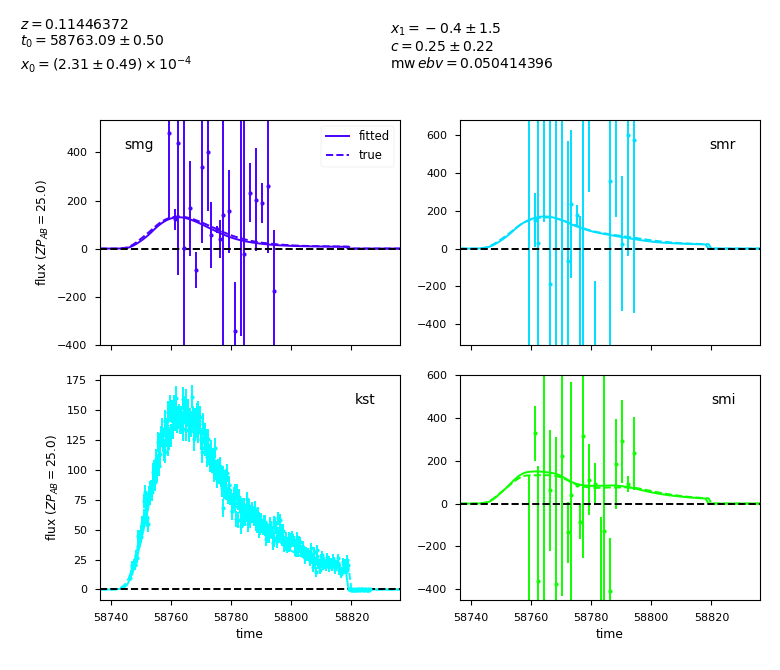 z = 0.11446372
t₀ = 58763.09 ± 0.50
x₀ = (2.31 ± 0.49) × 10⁻⁴
x₁ = −0.4 ± 1.5
c = 0.25 ± 0.22
mw ebv = 0.050414396
smg
fitted
true
400
200
0
−200
−400
flux (ZP_AB = 25.0)
smr
600
400
200
0
−200
−400
kst
175
150
125
100
75
50
25
0
flux (ZP_AB = 25.0)
58740 58760 58780 58800 58820
time
smi
600
400
200
0
−200
−400
58740 58760 58780 58800 58820
time